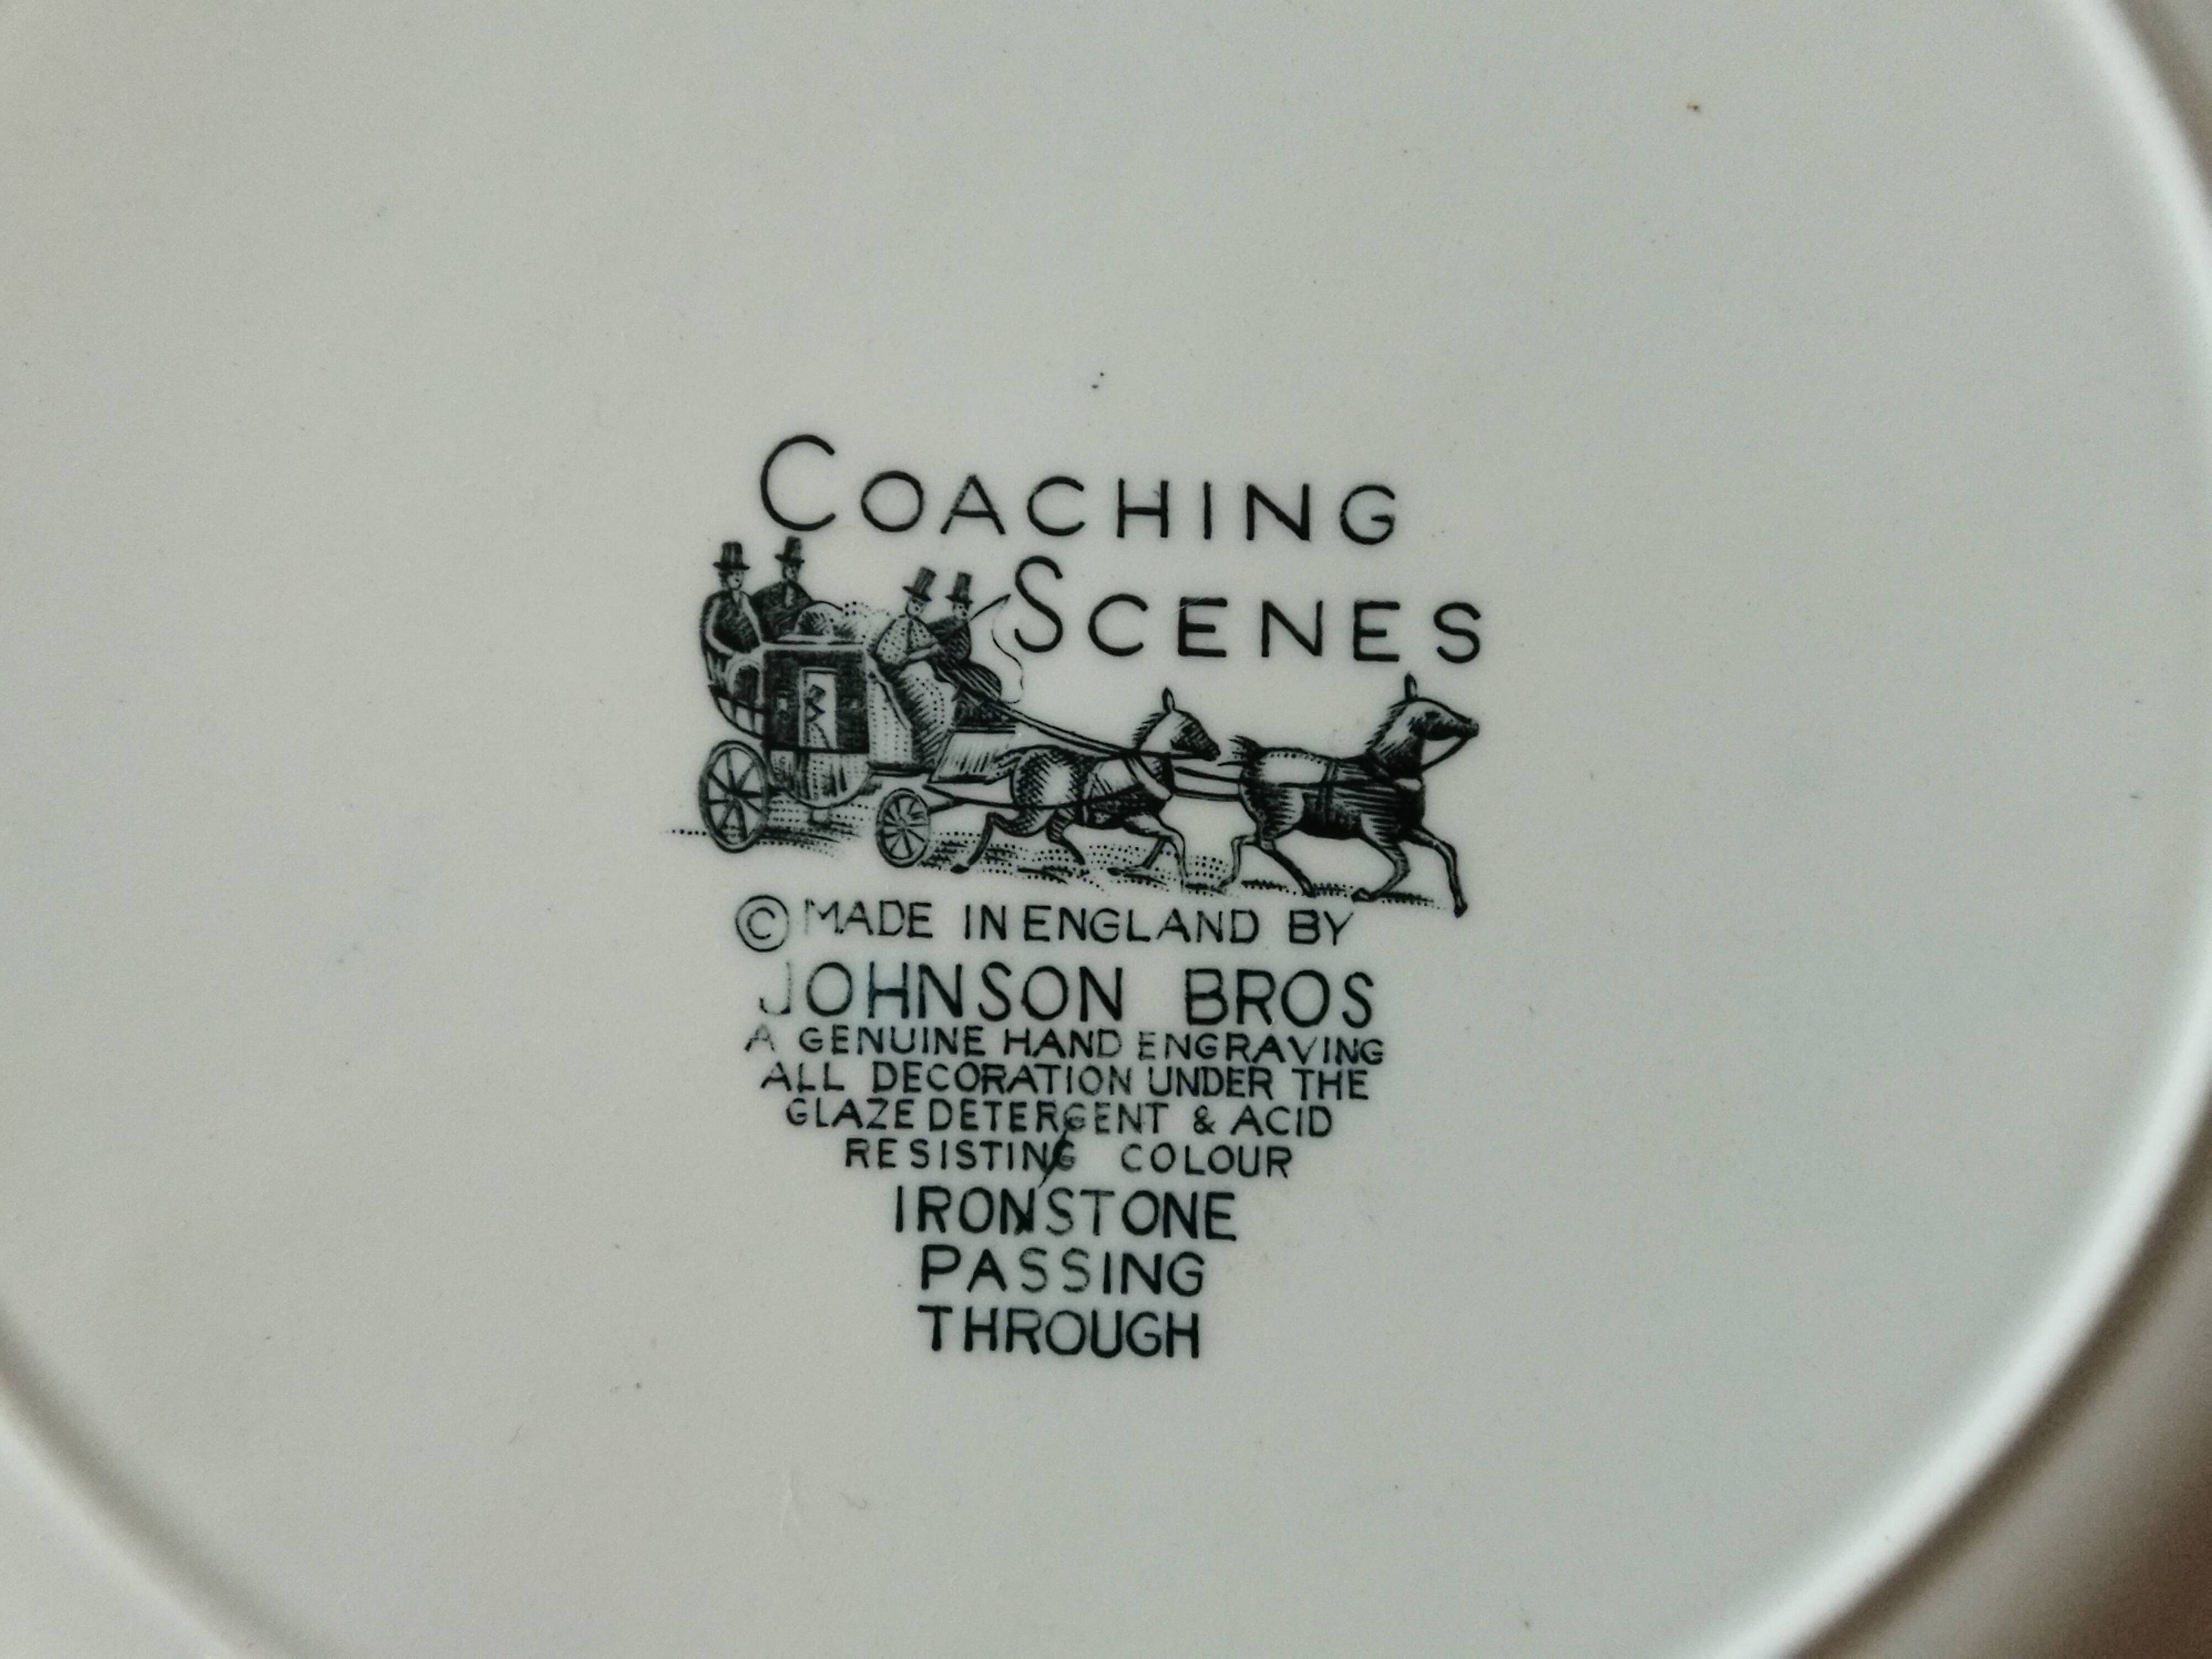 COACHING
SCENES
© MADE IN ENGLAND BY
JOHNSON BROS
A GENUINE HAND ENGRAVING
ALL DECORATION UNDER THE
GLAZE DETERGENT & ACID
RESISTING COLOUR
IRONSTONE
PASSING
THROUGH